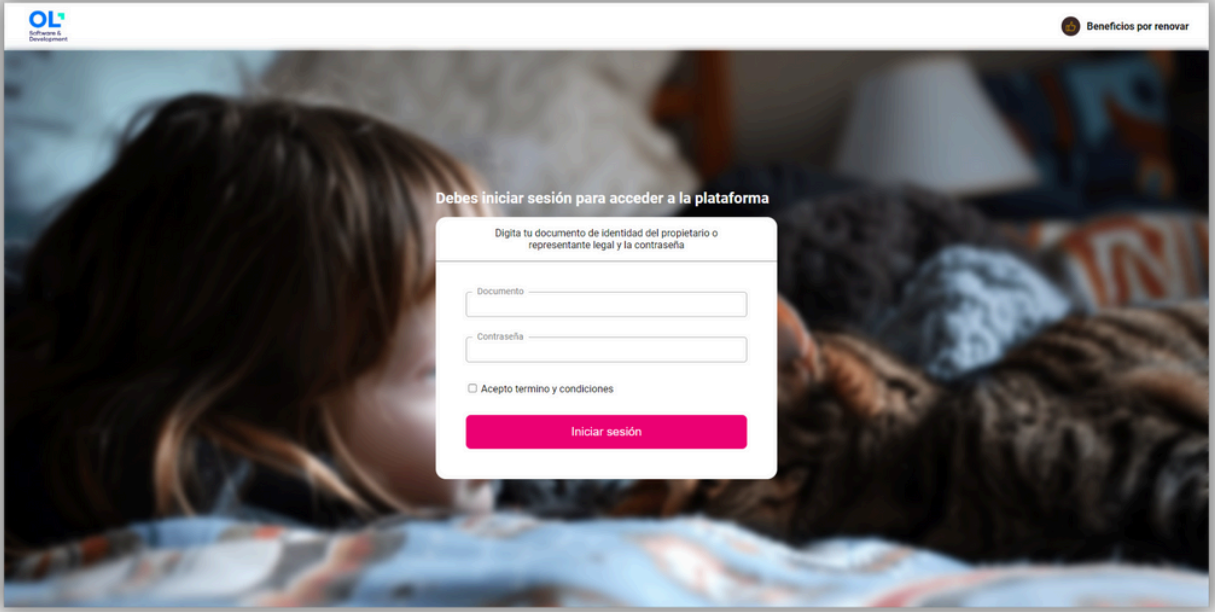 OL
Software &
Development
Beneficios por renovar
Debes iniciar sesión para acceder a la plataforma
Digita tu documento de identidad del propietario o
representante legal y la contraseña
Documento
Contraseña
Acepto termino y condiciones
Iniciar sesión